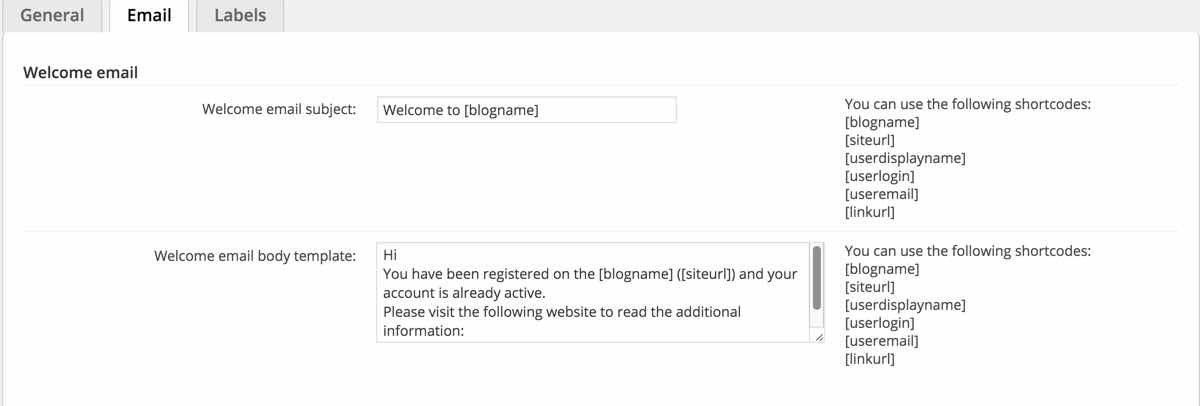 General
Email
Labels
Welcome email
Welcome email subject:
Welcome to [blogname]
You can use the following shortcodes:
[blogname]
[siteurl]
[userdisplayname]
[userlogin]
[useremail]
[linkurl]
Welcome email body template:
Hi
You have been registered on the [blogname] ([siteurl]) and your
account is already active.
Please visit the following website to read the additional
information:
You can use the following shortcodes:
[blogname]
[siteurl]
[userdisplayname]
[userlogin]
[useremail]
[linkurl]